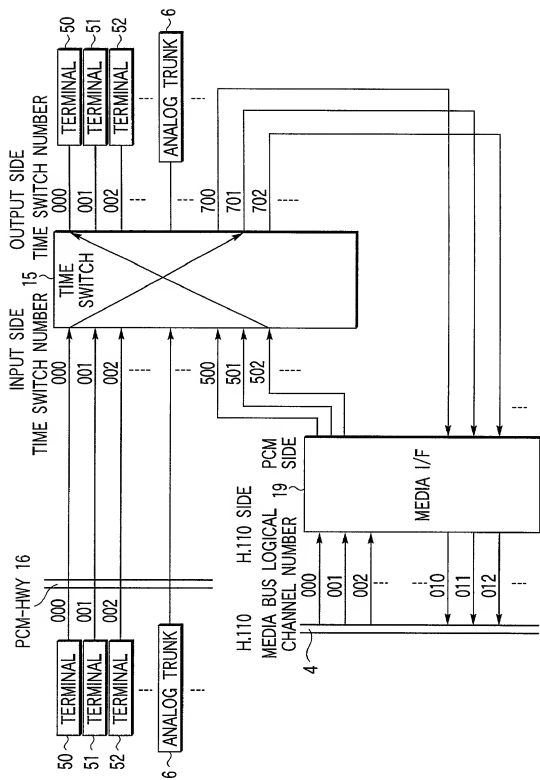 PCM-HWY 16
INPUT SIDE
TIME SWITCH NUMBER
15
OUTPUT SIDE
TIME SWITCH NUMBER
50
TERMINAL
000
000
TIME
SWITCH
000
TERMINAL
50
51
TERMINAL
001
001
001
TERMINAL
51
52
TERMINAL
002
002
002
TERMINAL
52
6
ANALOG TRUNK
ANALOG TRUNK
6
500
700
501
701
502
702
H.110
MEDIA BUS LOGICAL
CHANNEL NUMBER
H.110 SIDE
19
PCM
SIDE
4
000
001
002
MEDIA I/F
010
011
012